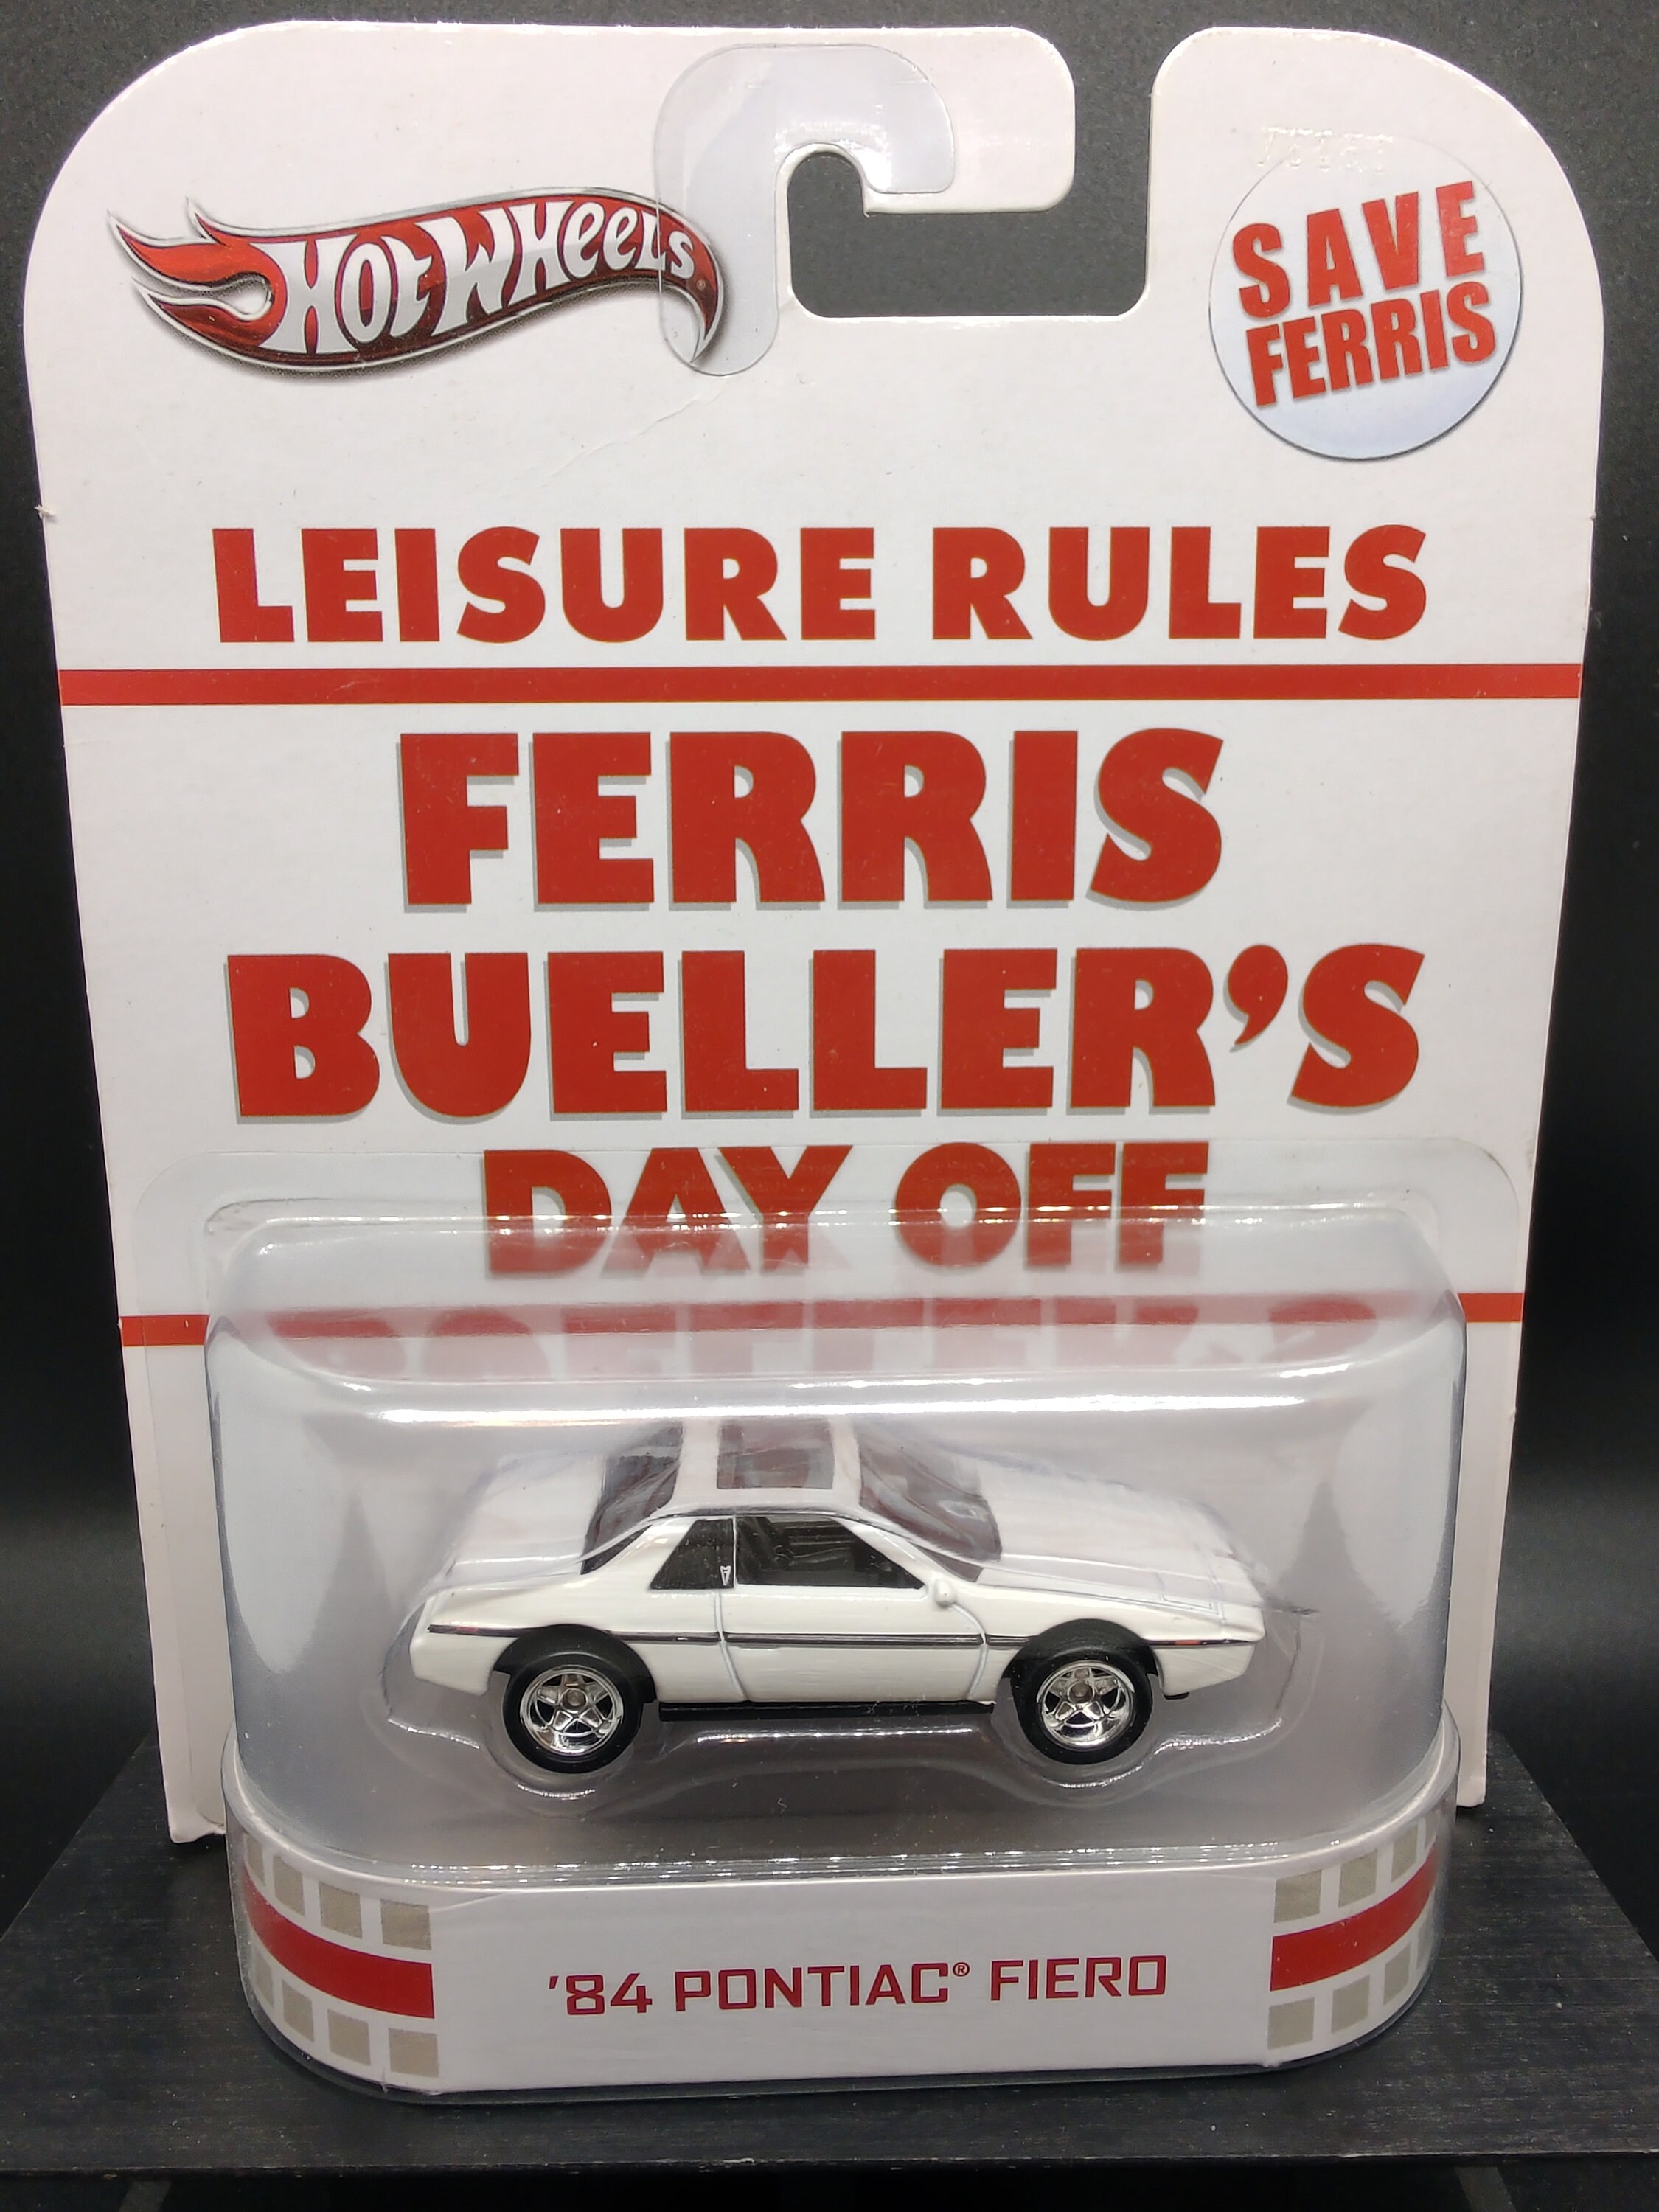 HOT WHEELS®
SAVE
FERRIS
LEISURE RULES
FERRIS
BUELLER'S
DAY OFF
'84 PONTIAC® FIERO